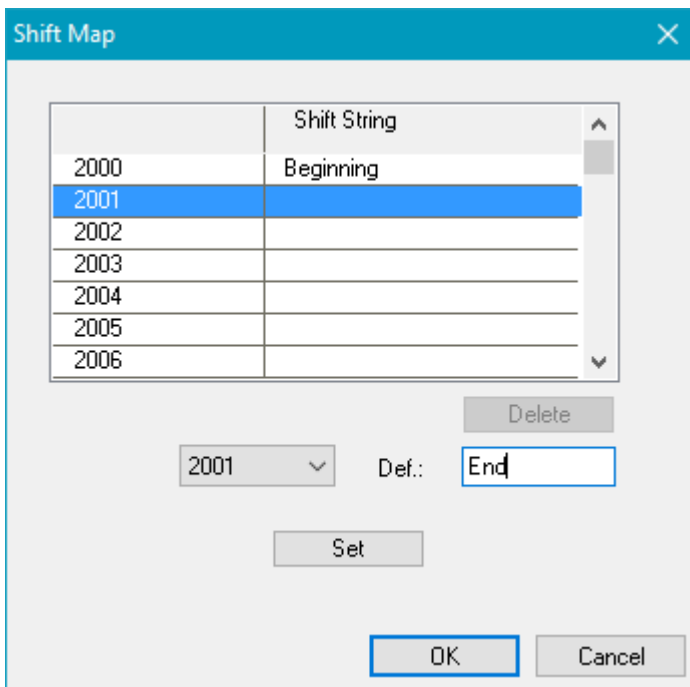 Shift Map
Shift String
2000 Beginning
2001
2002
2003
2004
2005
2006
Delete
2001 Def.: End
Set
OK Cancel